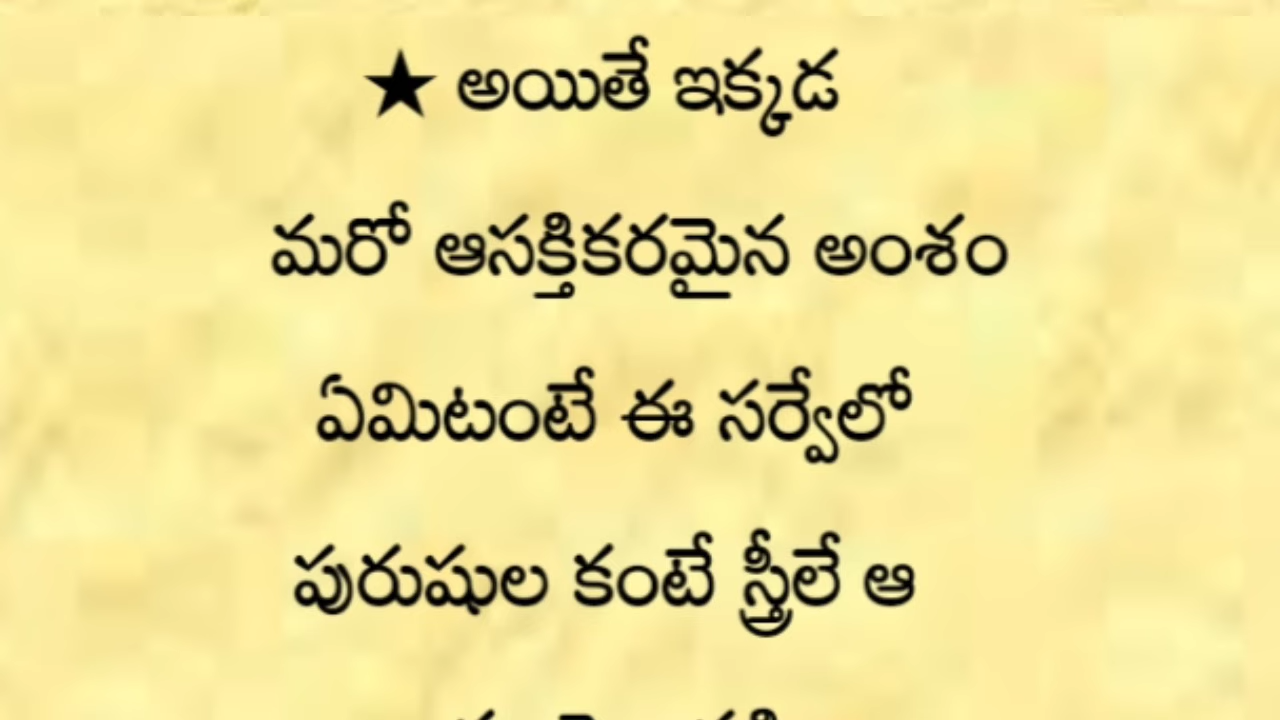 ★ అయితే ఇక్కడ
మరో ఆసక్తికరమైన అంశం
ఏమిటంటే ఈ సర్వేలో
పురుషుల కంటే స్త్రీలే ఆ